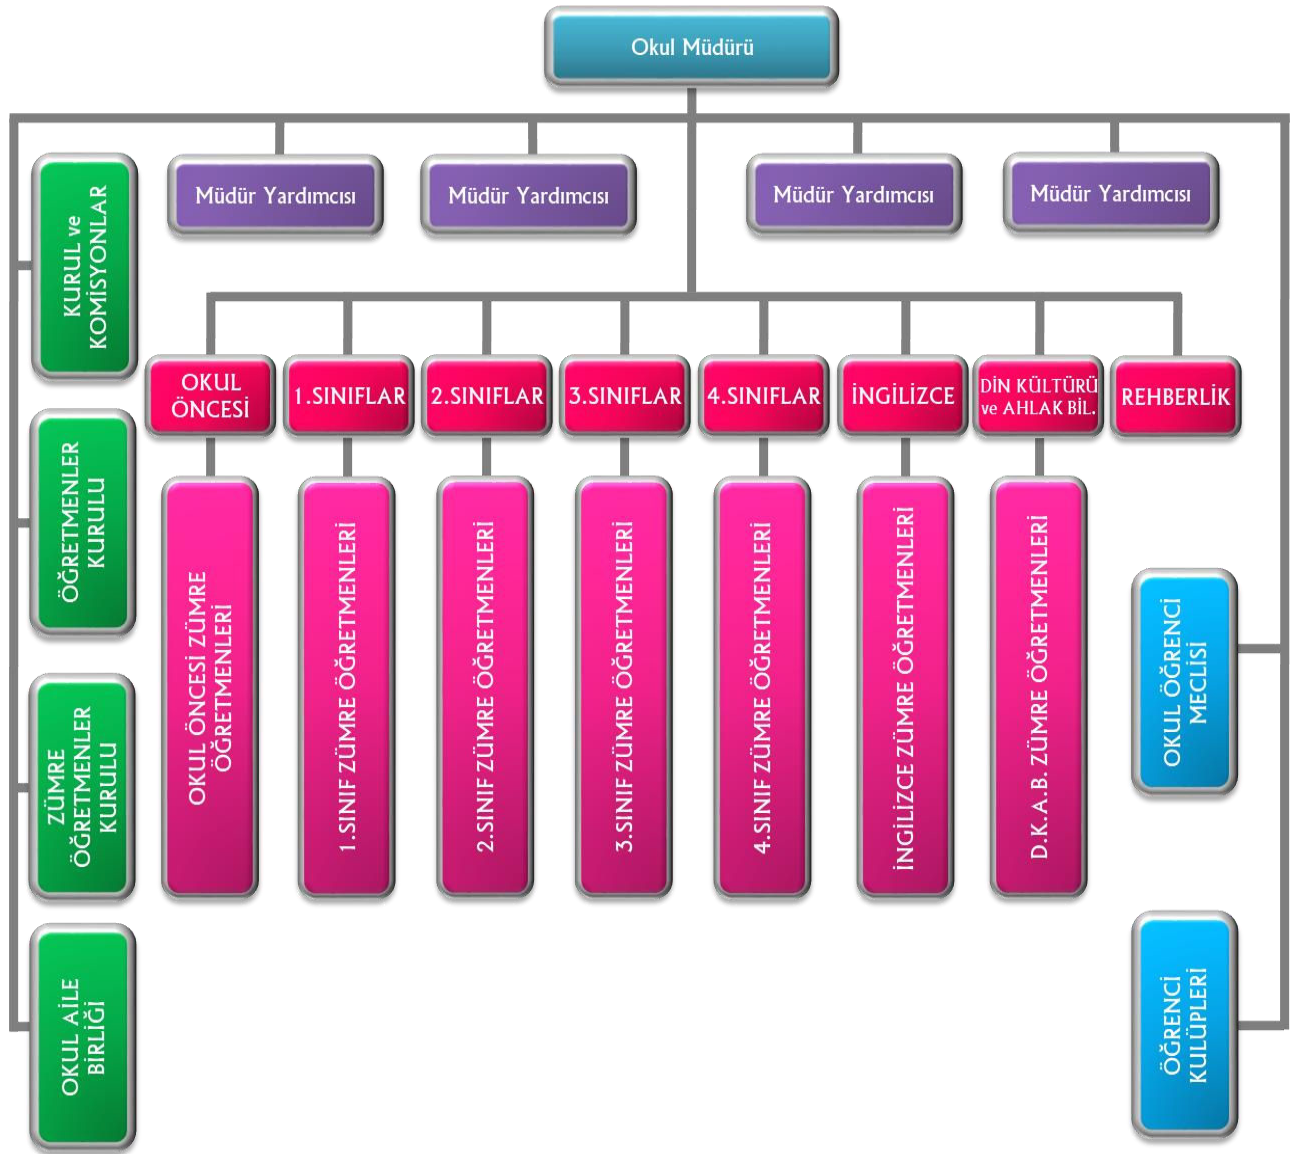 Okul Müdürü
Müdür Yardımcısı
Müdür Yardımcısı
Müdür Yardımcısı
Müdür Yardımcısı
KURUL ve
KOMİSYONLAR
ÖĞRETMENLER
KURULU
ZÜMRE
ÖĞRETMENLER
KURULU
OKUL AİLE
BİRLİĞİ
OKUL
ÖNCESİ
1.SINIFLAR
2.SINIFLAR
3.SINIFLAR
4.SINIFLAR
İNGİLİZCE
DİN KÜLTÜRÜ
ve AHLAK BİL.
REHBERLİK
OKUL ÖNCESİ ZÜMRE
ÖĞRETMENLERİ
1.SINIF ZÜMRE ÖĞRETMENLERİ
2.SINIF ZÜMRE ÖĞRETMENLERİ
3.SINIF ZÜMRE ÖĞRETMENLERİ
4.SINIF ZÜMRE ÖĞRETMENLERİ
İNGİLİZCE ZÜMRE ÖĞRETMENLERİ
D.K.A.B. ZÜMRE ÖĞRETMENLERİ
OKUL ÖĞRENCİ
MECLİSİ
ÖĞRENCİ
KULÜPLERİ